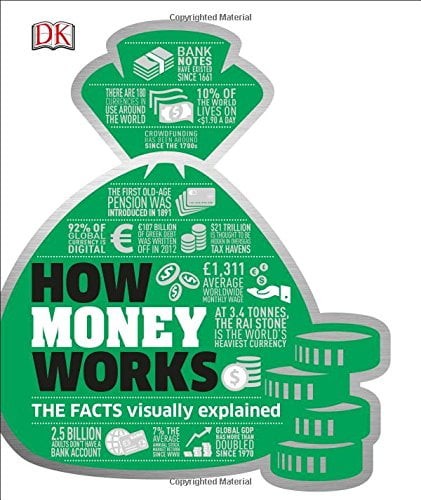 Copyrighted Material
DK
BANK
NOTES
HAVE EXISTED
SINCE 1661
THERE ARE 180
CURRENCIES IN
USE AROUND
THE WORLD
10% OF
THE WORLD
LIVES ON
<$1.90 A DAY
CROWDFUNDING
HAS BEEN AROUND
SINCE THE 1700s
THE FIRST OLD-AGE
PENSION WAS
INTRODUCED IN 1891
92% OF
GLOBAL
CURRENCY IS
DIGITAL
€107 BILLION
OF GREEK DEBT
WAS WRITTEN
OFF IN 2012
$21 TRILLION
IS THOUGHT TO BE
HIDDEN IN OVERSEAS
TAX HAVENS
HOW
MONEY
WORKS
£1,311
AVERAGE
WORLDWIDE
MONTHLY WAGE
AT 3.4 TONNES,
THE RAI STONE
IS THE WORLD'S
HEAVIEST CURRENCY
THE FACTS visually explained
2.5 BILLION
ADULTS DON'T HAVE A
BANK ACCOUNT
7% THE
AVERAGE
ANNUAL STOCK
MARKET RETURN
SINCE WWII
GLOBAL GDP
HAS MORE THAN
DOUBLED
SINCE 1970
Copyrighted Material